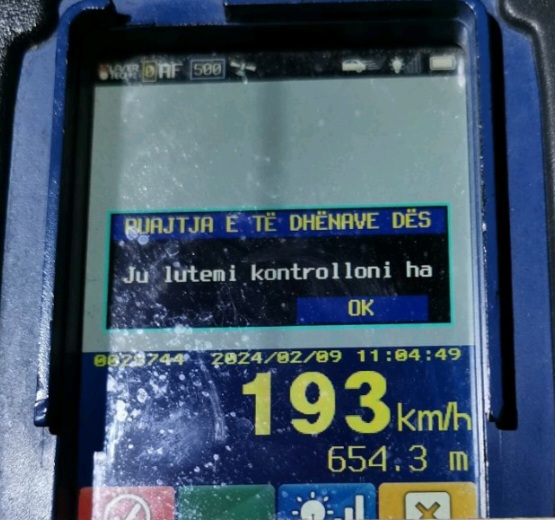 AF 500
RUAJTJA E TË DHËNAVE DËS
Ju lutemi kontrolloni ha
OK
2024/02/09 11:04:49
193 km/h
654.3 m